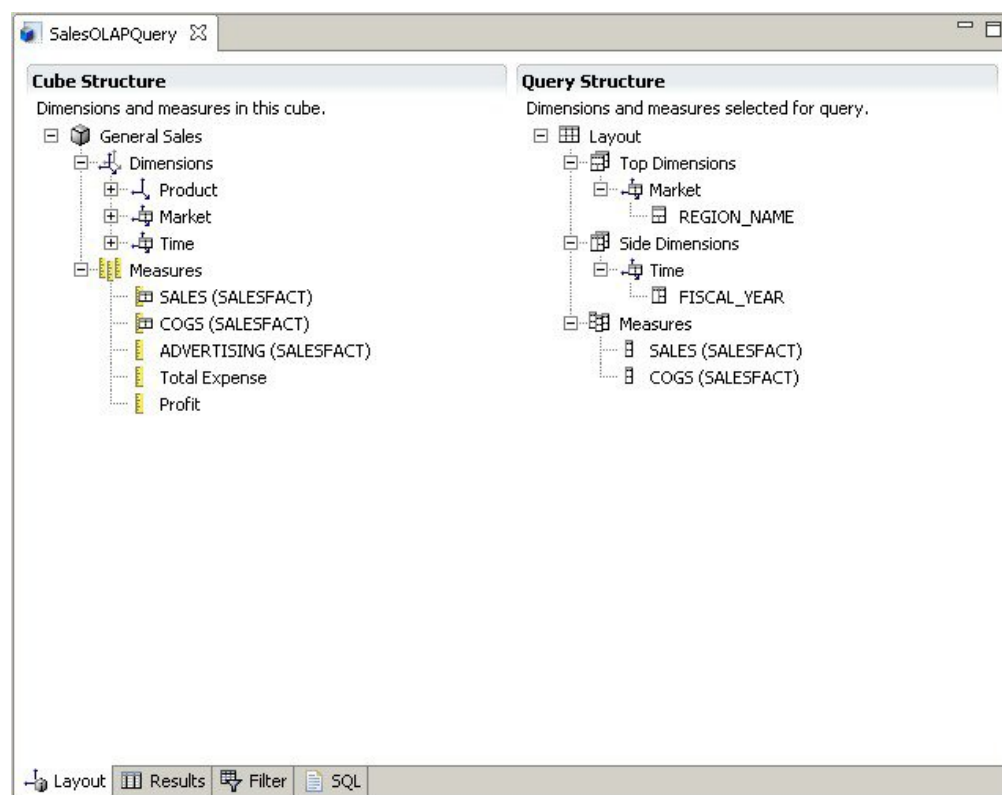 SalesOLAPQuery
Cube Structure
Dimensions and measures in this cube.
General Sales
Dimensions
Product
Market
Time
Measures
SALES (SALESFACT)
COGS (SALESFACT)
ADVERTISING (SALESFACT)
Total Expense
Profit
Query Structure
Dimensions and measures selected for query.
Layout
Top Dimensions
Market
REGION_NAME
Side Dimensions
Time
FISCAL_YEAR
Measures
SALES (SALESFACT)
COGS (SALESFACT)
Layout Results Filter SQL